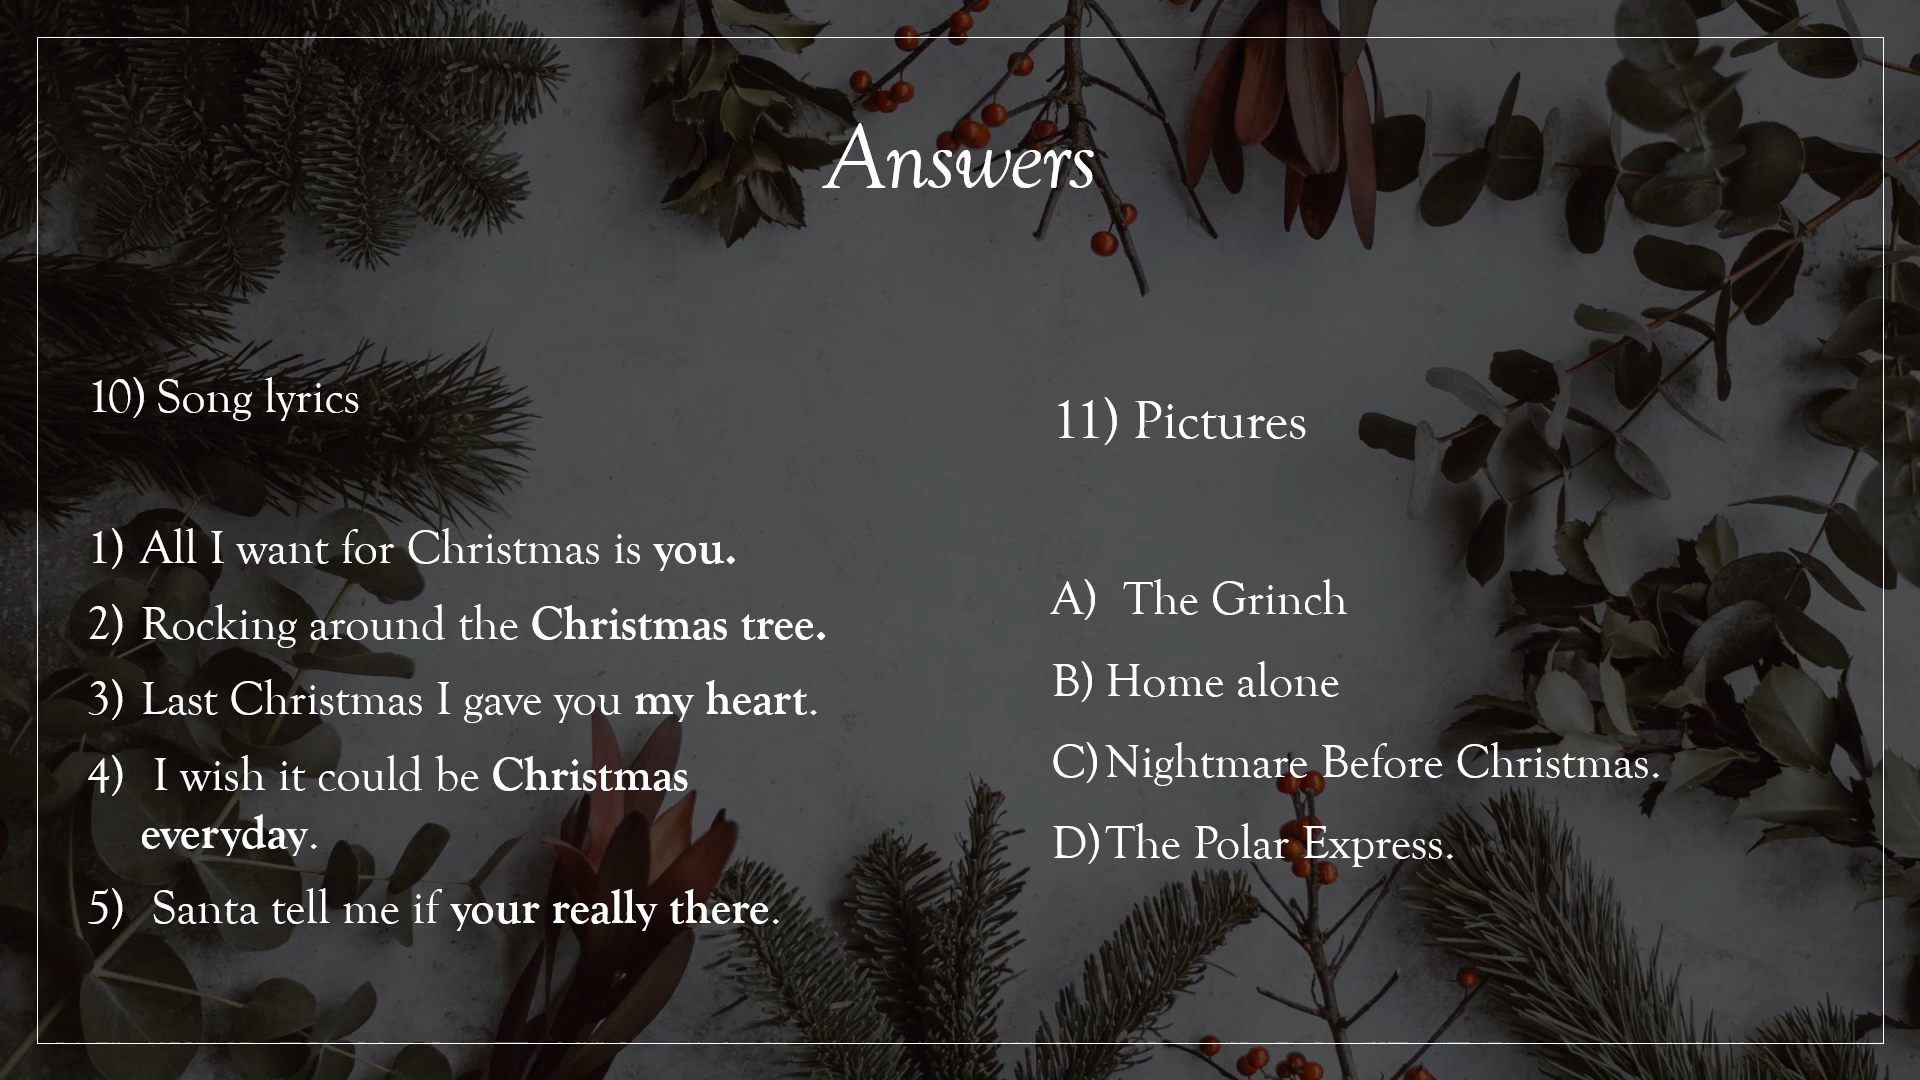 Answers
10) Song lyrics
1) All I want for Christmas is you.
2) Rocking around the Christmas tree.
3) Last Christmas I gave you my heart.
4) I wish it could be Christmas
everyday.
5) Santa tell me if your really there.
11) Pictures
A) The Grinch
B) Home alone
C) Nightmare Before Christmas.
D) The Polar Express.